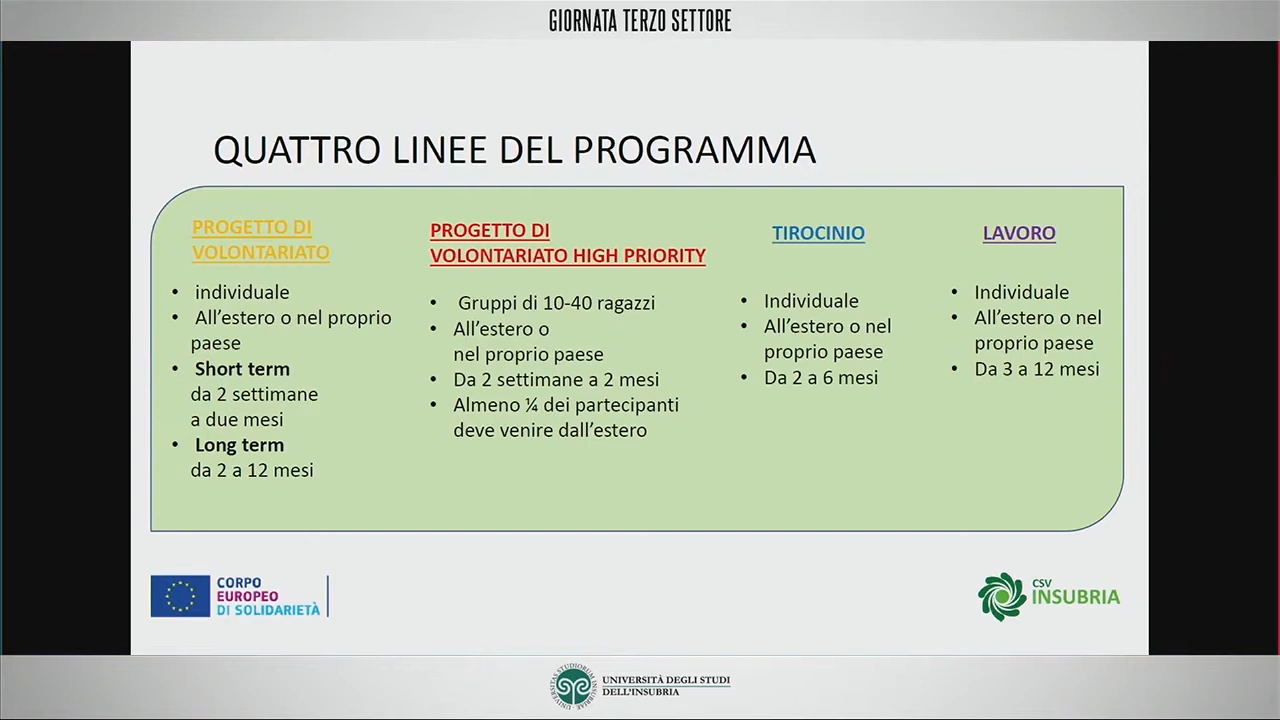 GIORNATA TERZO SETTORE
QUATTRO LINEE DEL PROGRAMMA
PROGETTO DI
VOLONTARIATO
• individuale
• All'estero o nel proprio
paese
• Short term
da 2 settimane
a due mesi
• Long term
da 2 a 12 mesi
PROGETTO DI
VOLONTARIATO HIGH PRIORITY
• Gruppi di 10-40 ragazzi
• All'estero o
nel proprio paese
• Da 2 settimane a 2 mesi
• Almeno ¼ dei partecipanti
deve venire dall'estero
TIROCINIO
• Individuale
• All'estero o nel
proprio paese
• Da 2 a 6 mesi
LAVORO
• Individuale
• All'estero o nel
proprio paese
• Da 3 a 12 mesi
CORPO
EUROPEO
DI SOLIDARIETÀ
CSV
INSUBRIA
UNIVERSITÀ DEGLI STUDI
DELL'INSUBRIA